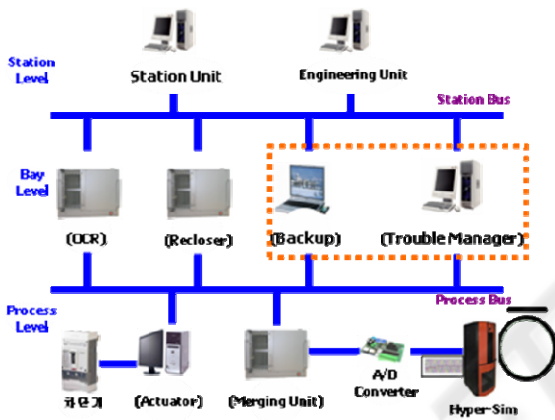 Station
Level
Station Unit
Engineering Unit
Station Bus
Bay
Level
(OCR)
(Recloser)
(Backup)
(Trouble Manager)
Process Bus
Process
Level
차단기
(Actuator)
(Merging Unit)
A/D
Converter
Hyper-Sim